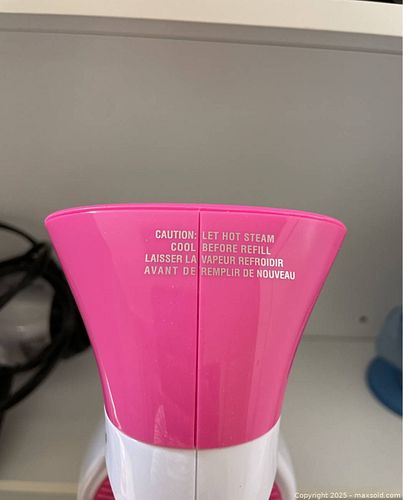 CAUTION: LET HOT STEAM
COOL BEFORE REFILL
LAISSER LA VAPEUR REFROIDIR
AVANT DE REMPLIR DE NOUVEAU
Copyright 2025 - maxsold.com